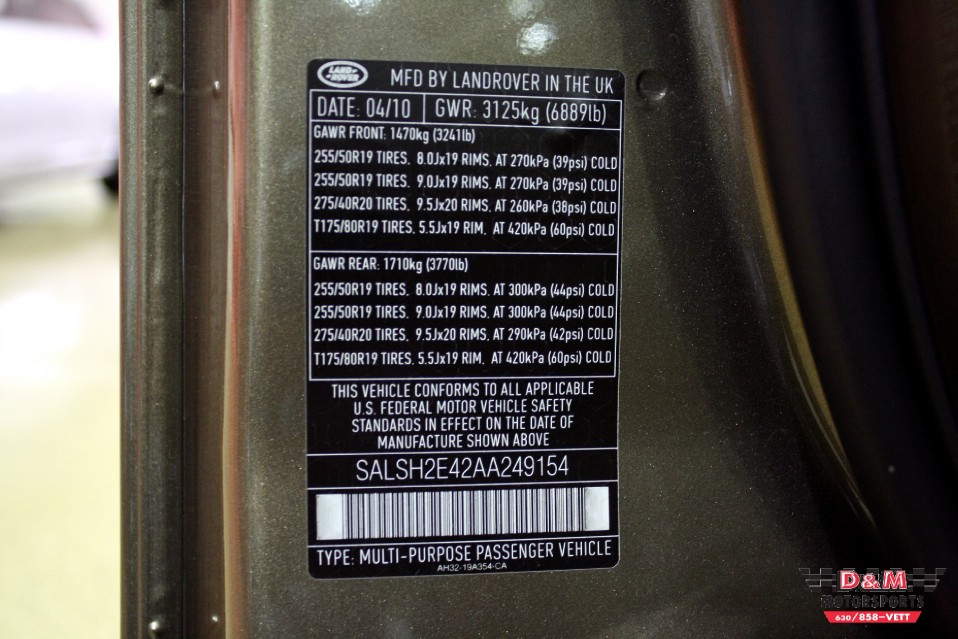 LAND-
ROVER
MFD BY LANDROVER IN THE UK
DATE: 04/10 GWR: 3125kg (6889lb)
GAWR FRONT: 1470kg (3241lb)
255/50R19 TIRES, 8.0Jx19 RIMS, AT 270kPa (39psi) COLD
255/50R19 TIRES, 9.0Jx19 RIMS, AT 270kPa (39psi) COLD
275/40R20 TIRES, 9.5Jx20 RIMS, AT 260kPa (38psi) COLD
T175/80R19 TIRES, 5.5Jx19 RIM, AT 420kPa (60psi) COLD
GAWR REAR: 1710kg (3770lb)
255/50R19 TIRES, 8.0Jx19 RIMS, AT 300kPa (44psi) COLD
255/50R19 TIRES, 9.0Jx19 RIMS, AT 300kPa (44psi) COLD
275/40R20 TIRES, 9.5Jx20 RIMS, AT 290kPa (42psi) COLD
T175/80R19 TIRES, 5.5Jx19 RIM, AT 420kPa (60psi) COLD
THIS VEHICLE CONFORMS TO ALL APPLICABLE
U.S. FEDERAL MOTOR VEHICLE SAFETY
STANDARDS IN EFFECT ON THE DATE OF
MANUFACTURE SHOWN ABOVE
SALSH2E42AA249154
TYPE: MULTI-PURPOSE PASSENGER VEHICLE
AH32-19A354-CA
D&M
MOTORSPORTS
630/858-VETT